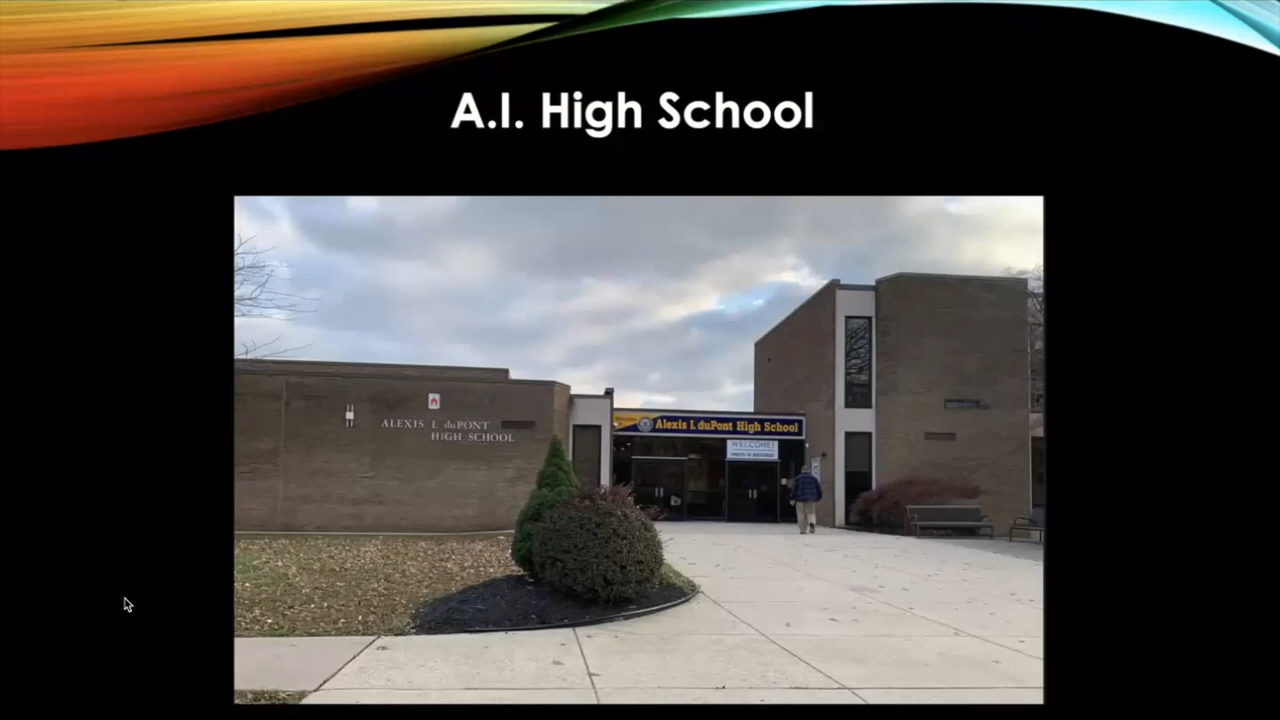 A.I. High School
ALEXIS I. duPONT
HIGH SCHOOL
Alexis I. duPont High School
WELCOME!